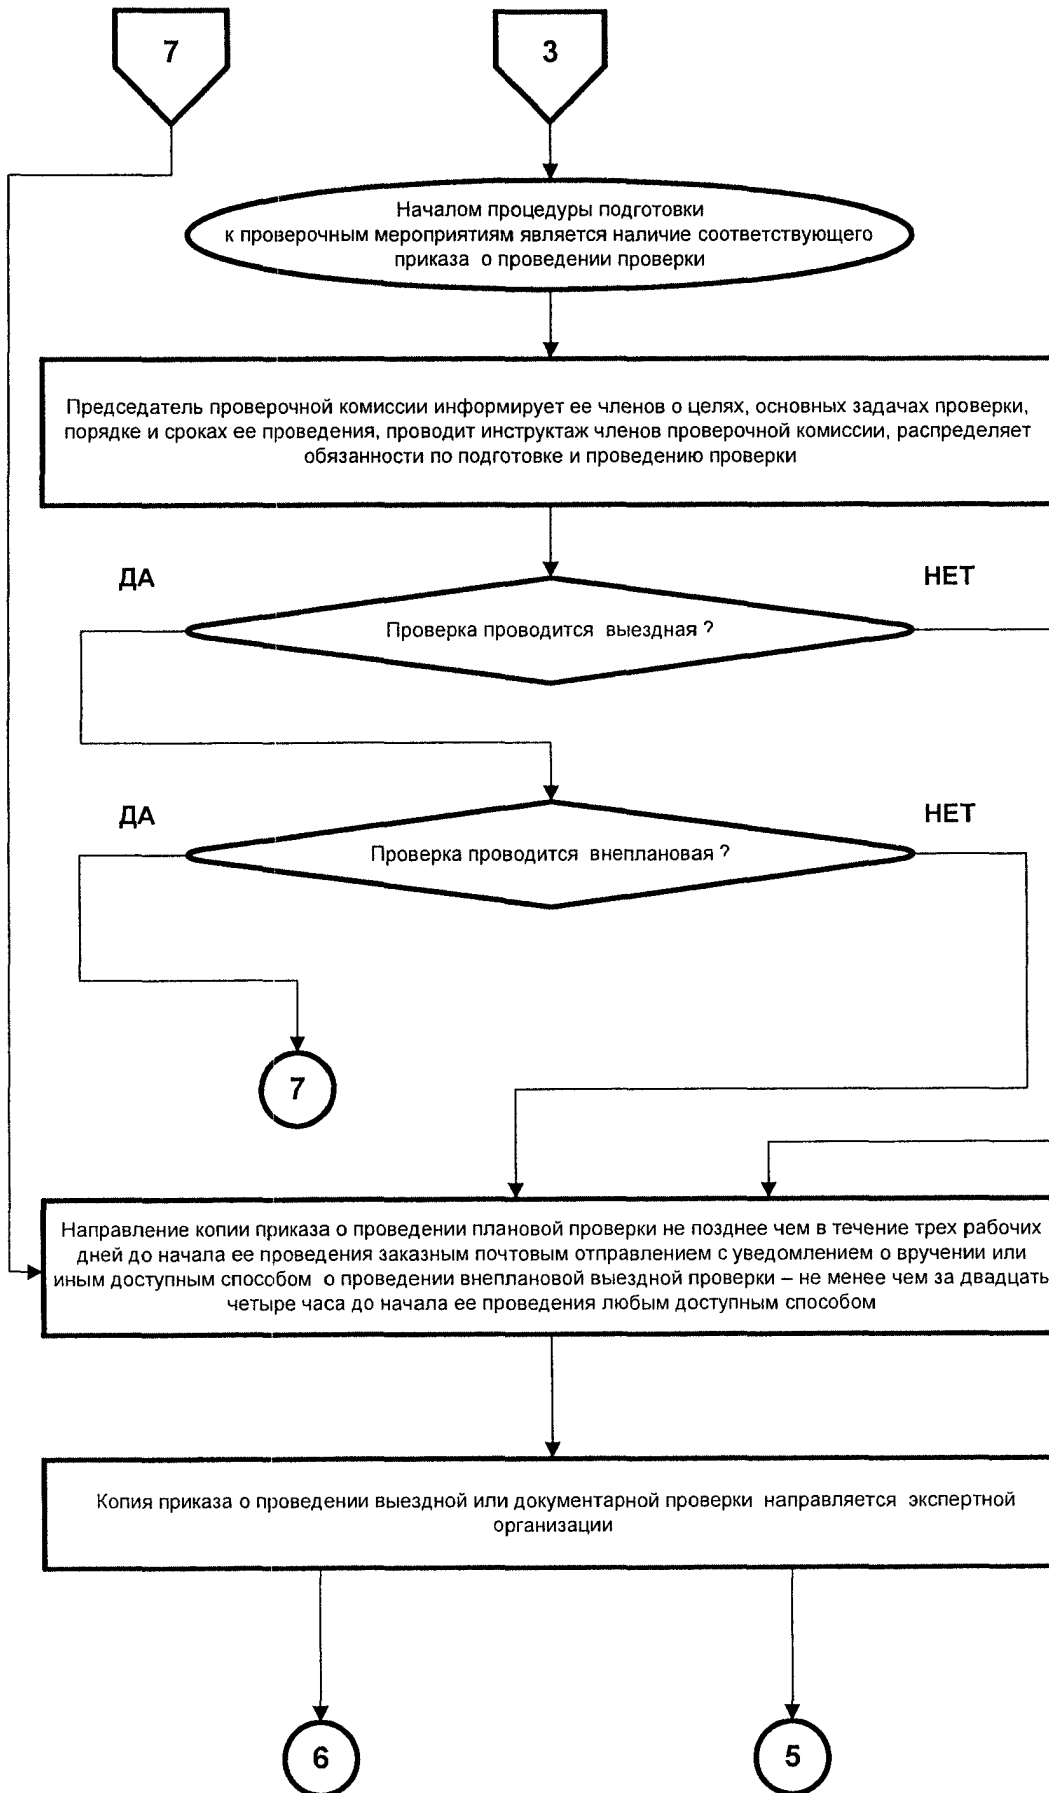 7
3
Началом процедуры подготовки
к проверочным мероприятиям является наличие соответствующего
приказа о проведении проверки
Председатель проверочной комиссии информирует ее членов о целях, основных задачах проверки,
порядке и сроках ее проведения, проводит инструктаж членов проверочной комиссии, распределяет
обязанности по подготовке и проведению проверки
ДА
НЕТ
Проверка проводится выездная ?
ДА
НЕТ
Проверка проводится внеплановая ?
7
Направление копии приказа о проведении плановой проверки не позднее чем в течение трех рабочих
дней до начала ее проведения заказным почтовым отправлением с уведомлением о вручении или
иным доступным способом о проведении внеплановой выездной проверки – не менее чем за двадцать
четыре часа до начала ее проведения любым доступным способом
Копия приказа о проведении выездной или документарной проверки направляется экспертной
организации
6
5